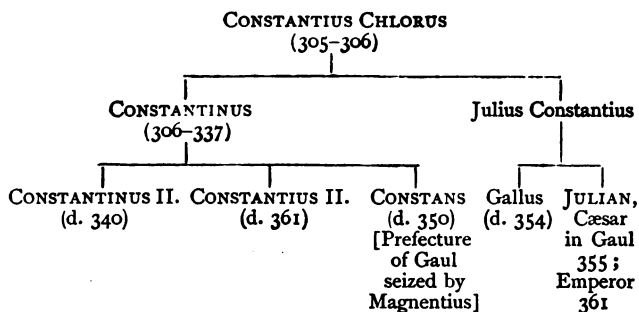 CONSTANTIUS CHLORUS
(305–306)
CONSTANTINUS
(306–337)
Julius Constantius
CONSTANTINUS II.
(d. 340)
CONSTANTIUS II.
(d. 361)
CONSTANS
(d. 350)
[Prefecture
of Gaul
seized by
Magnentius]
Gallus
(d. 354)
JULIAN,
Cæsar
in Gaul
355 ;
Emperor
361